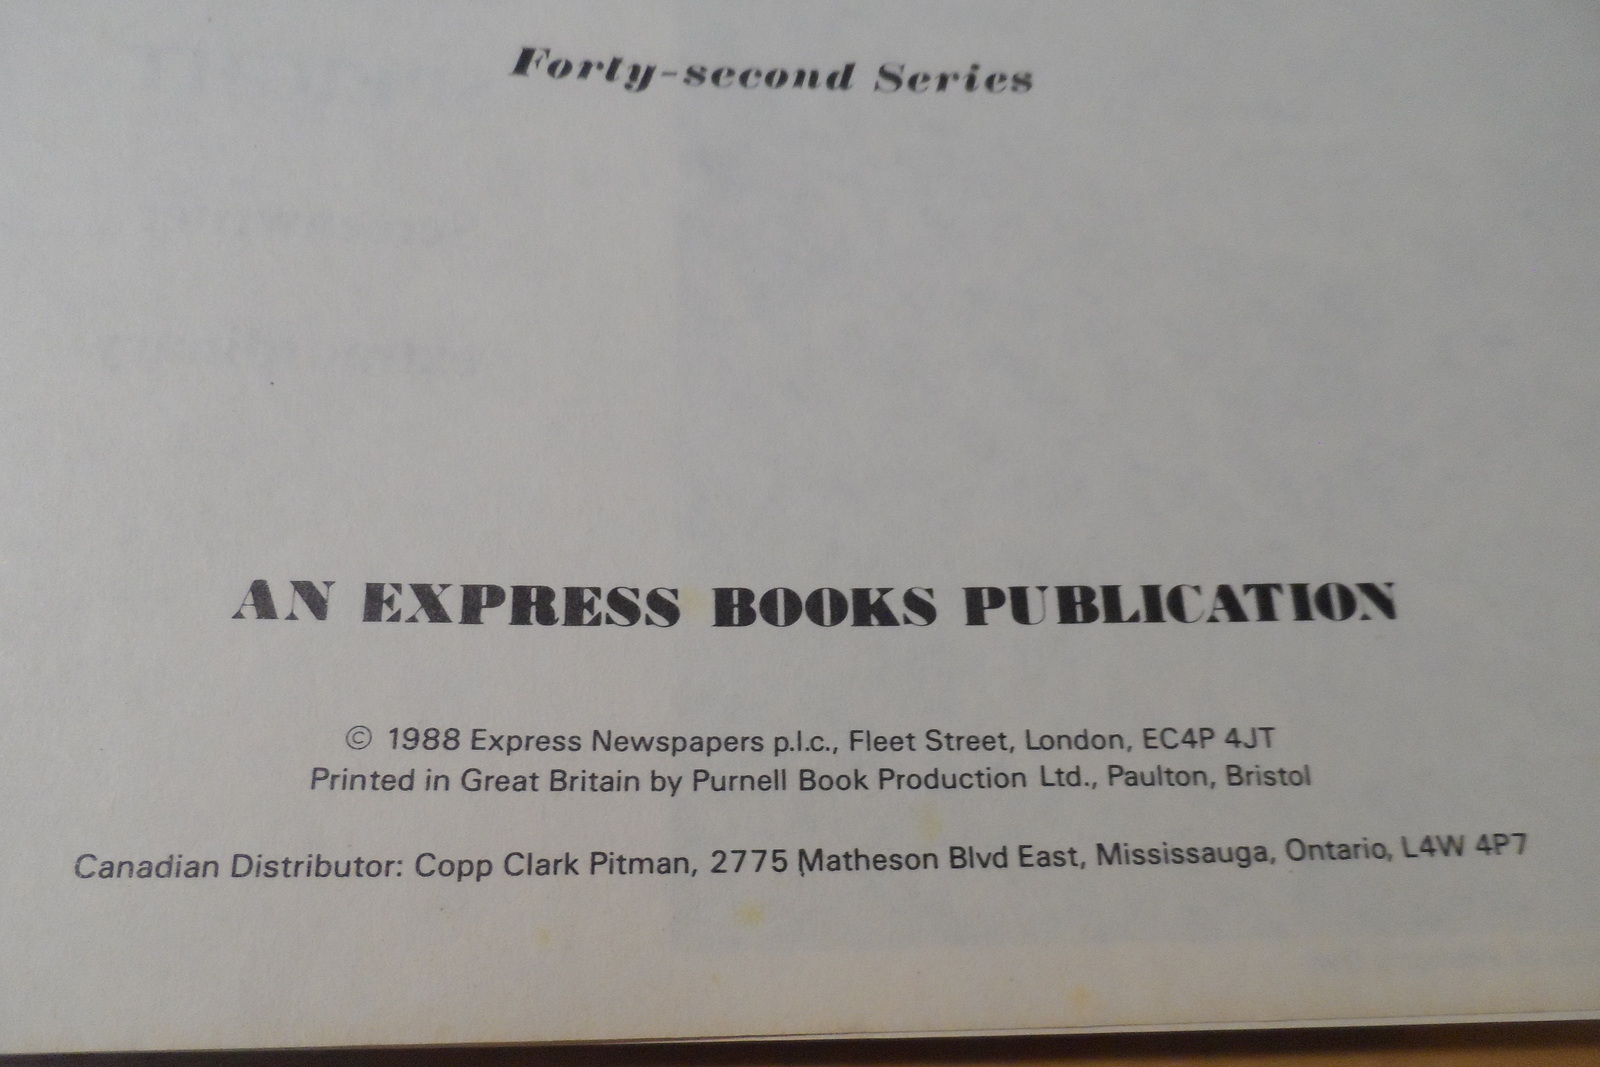 Forty-second Series
AN EXPRESS BOOKS PUBLICATION
© 1988 Express Newspapers p.l.c., Fleet Street, London, EC4P 4JT
Printed in Great Britain by Purnell Book Production Ltd., Paulton, Bristol
Canadian Distributor: Copp Clark Pitman, 2775 Matheson Blvd East, Mississauga, Ontario, L4W 4P7